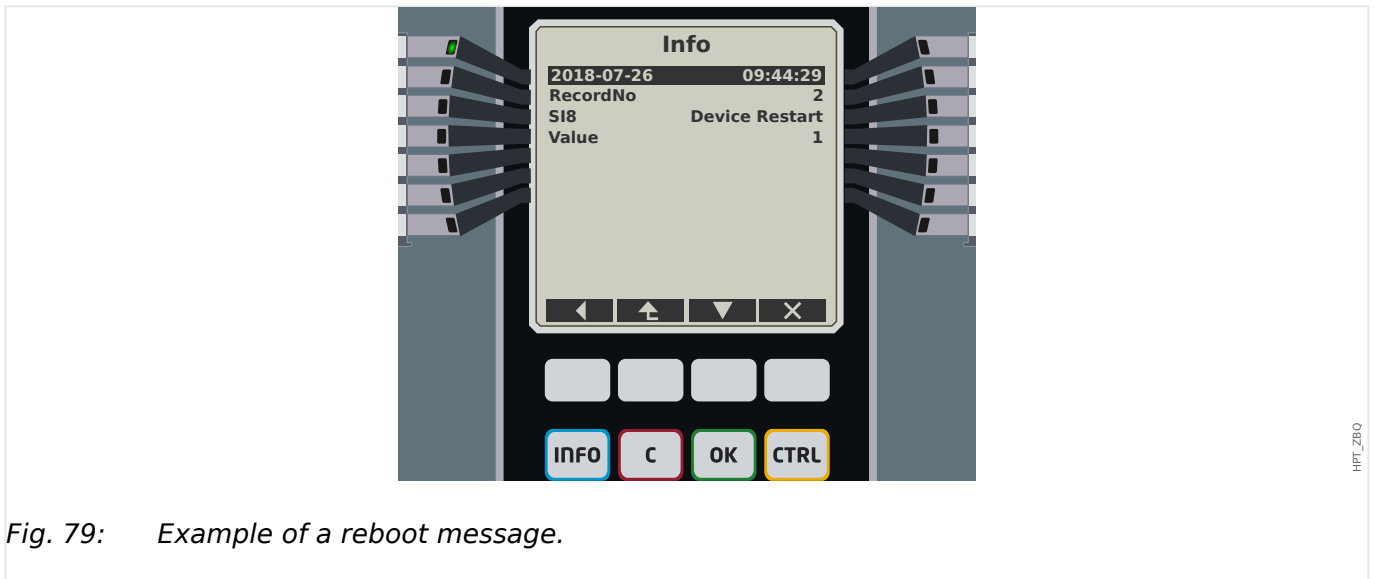 Info
2018-07-26 09:44:29
RecordNo 2
SI8 Device Restart
Value 1
INFO C OK CTRL
HPT_ZBQ
Fig. 79: Example of a reboot message.